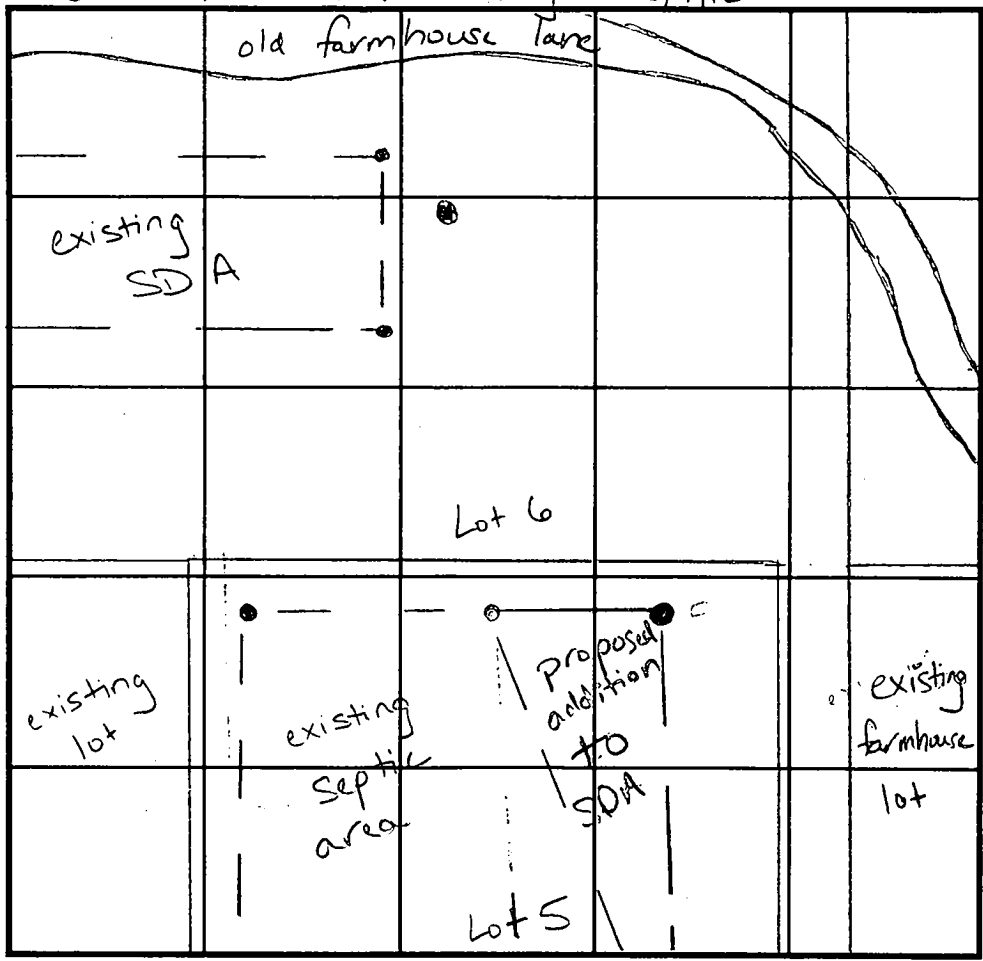 old farmhouse Lane
existing
SDA
Lot 6
existing
lot
existing
septic
area
proposed
addition
to
SDA
existing
farmhouse
lot
Lot 5